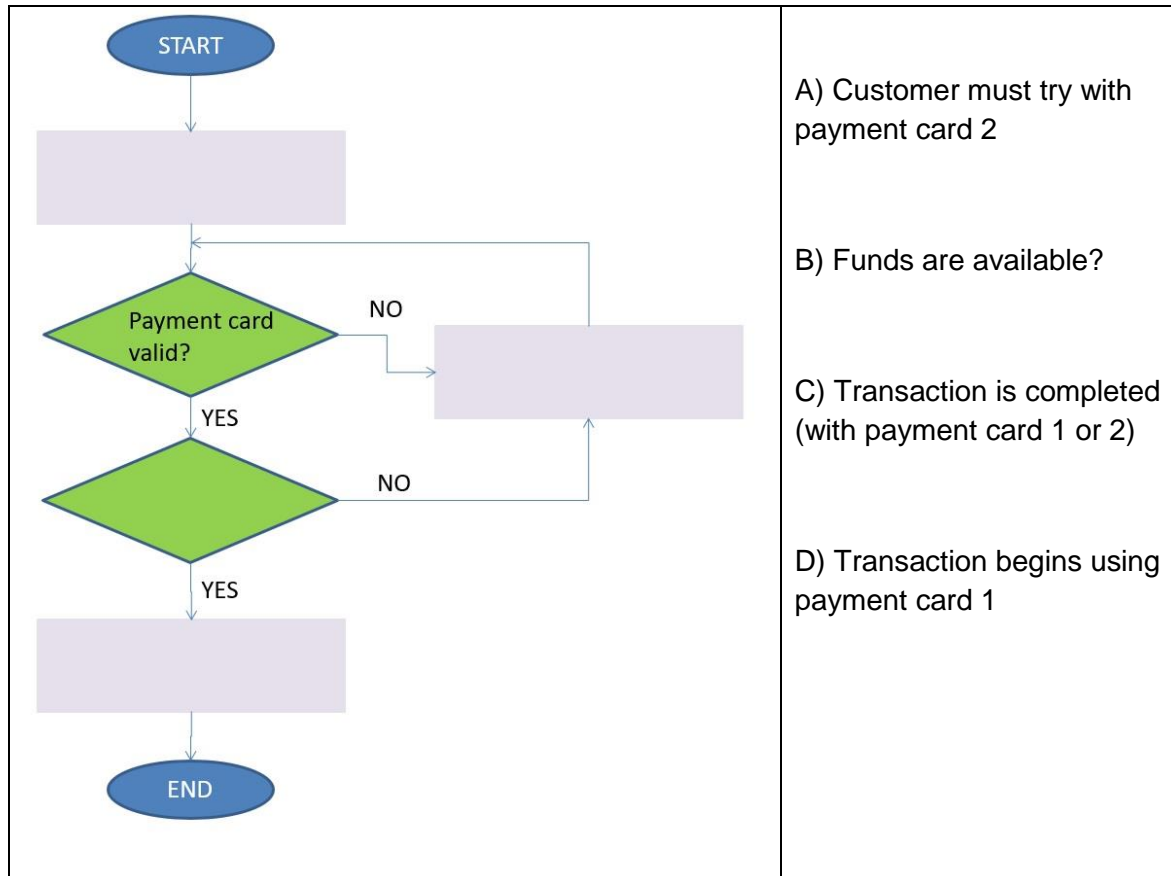 START
Payment card
valid?
NO
YES
NO
YES
END
A) Customer must try with
payment card 2
B) Funds are available?
C) Transaction is completed
(with payment card 1 or 2)
D) Transaction begins using
payment card 1